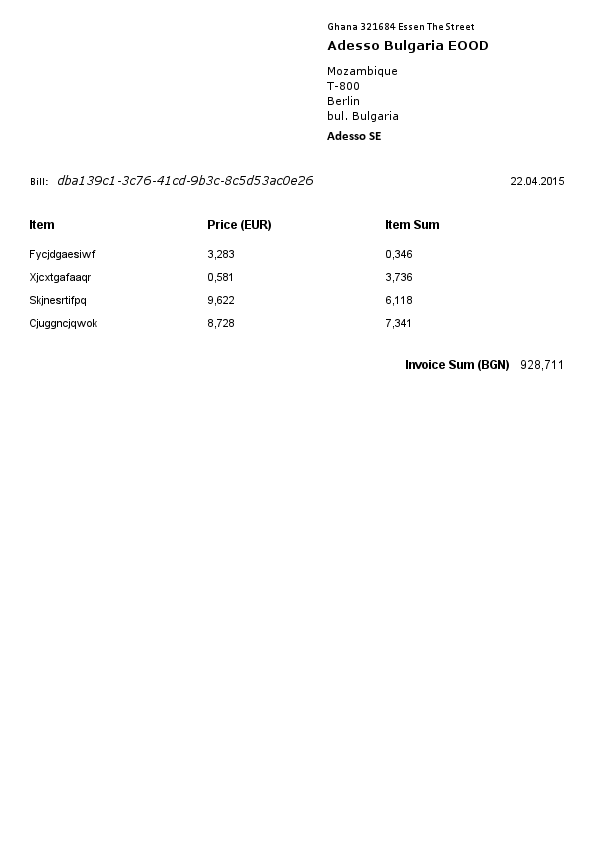 Ghana 321684 Essen The Street
Adesso Bulgaria EOOD
Mozambique
T-800
Berlin
bul. Bulgaria
Adesso SE
Bill: dba139c1-3c76-41cd-9b3c-8c5d53ac0e26 22.04.2015
Item Price (EUR) Item Sum
Fycjdgaesiwf 3,283 0,346
Xjcxtgafaaqr 0,581 3,736
Skjnesrtifpq 9,622 6,118
Cjuggncjqwok 8,728 7,341
Invoice Sum (BGN) 928,711